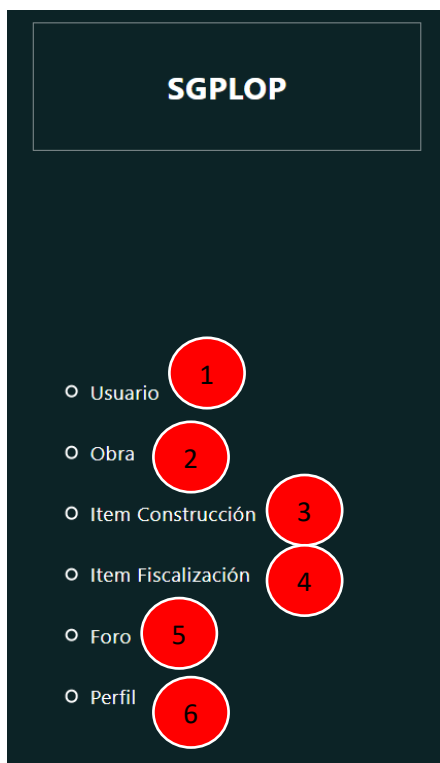 SGPLOP
Usuario 1
Obra 2
Item Construcción 3
Item Fiscalización 4
Foro 5
Perfil 6